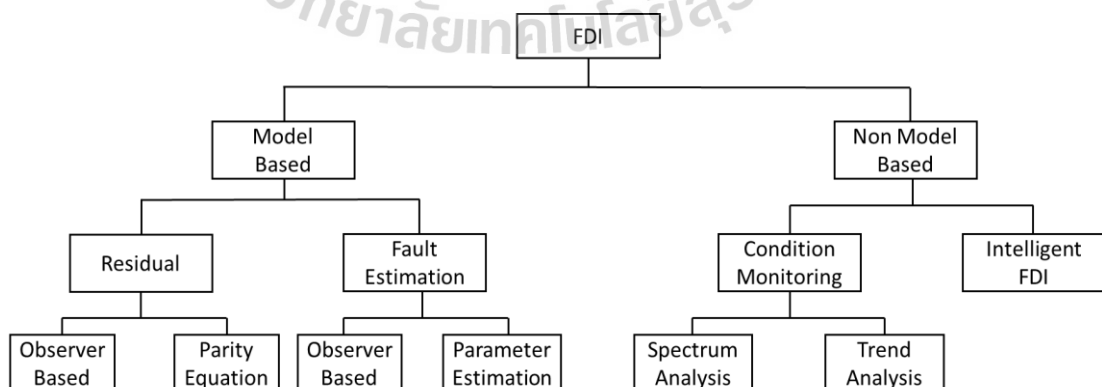 FDI
Model
Based
Non Model
Based
Residual
Fault
Estimation
Condition
Monitoring
Intelligent
FDI
Observer
Based
Parity
Equation
Observer
Based
Parameter
Estimation
Spectrum
Analysis
Trend
Analysis